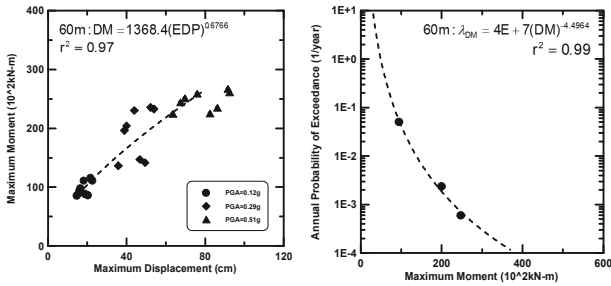 60m:DM=1368.4(EDP)^0.6766
r² = 0.97
Maximum Moment (10^2kN-m)
400
300
200
100
0
PGA=0.12g
PGA=0.29g
PGA=0.51g
0 40 80 120
Maximum Displacement (cm)
60m:λDM = 4E+7(DM)^-4.4964
r² = 0.99
Annual Probability of Exceedance (1/year)
1E+1
1E+0
1E-1
1E-2
1E-3
1E-4
0 200 400 600
Maximum Moment (10^2kN-m)